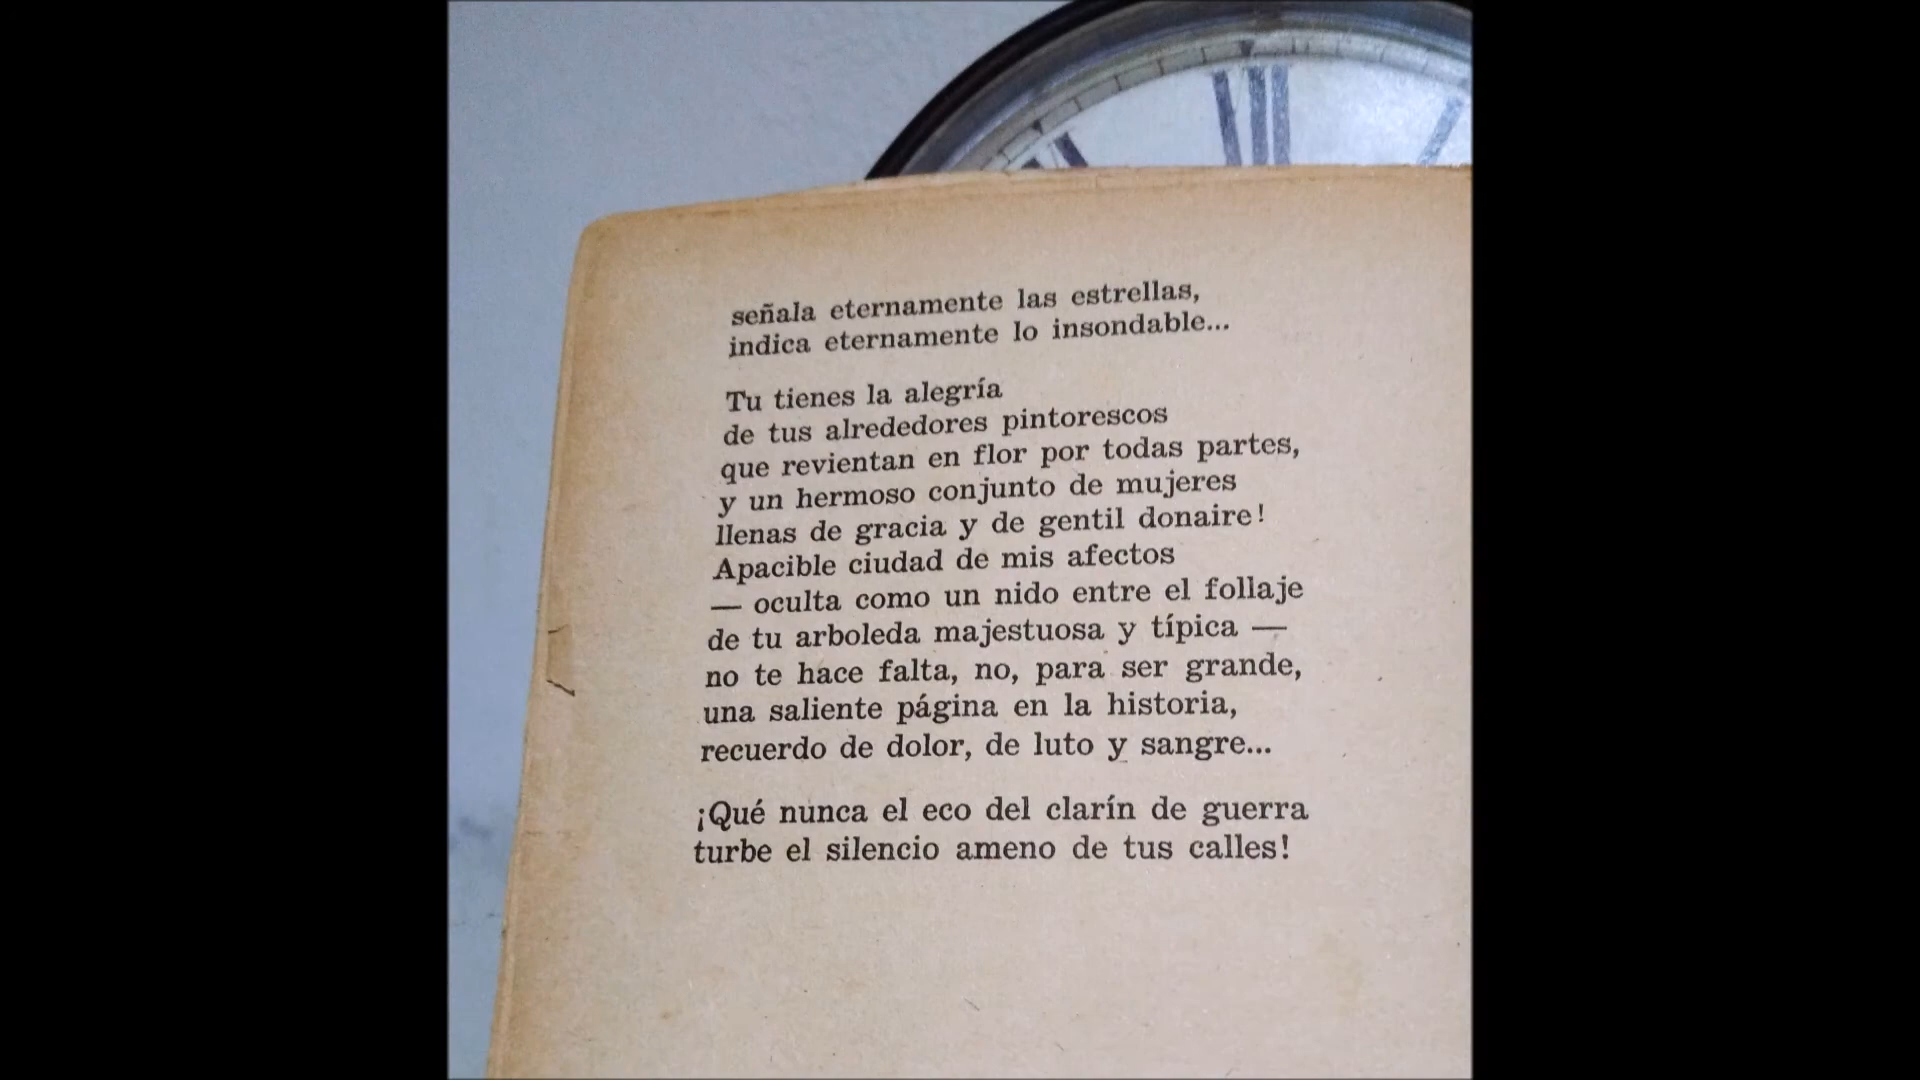 señala eternamente las estrellas,
indica eternamente lo insondable...
Tu tienes la alegría
de tus alrededores pintorescos
que revientan en flor por todas partes,
y un hermoso conjunto de mujeres
llenas de gracia y de gentil donaire!
Apacible ciudad de mis afectos
— oculta como un nido entre el follaje
de tu arboleda majestuosa y típica —
no te hace falta, no, para ser grande,
una saliente página en la historia,
recuerdo de dolor, de luto y sangre...
¡Qué nunca el eco del clarín de guerra
turbe el silencio ameno de tus calles!